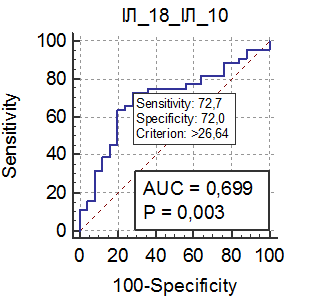 ІЛ_18_ІЛ_10
Sensitivity
100
80
60
40
20
0
Sensitivity: 72,7
Specificity: 72,0
Criterion: >26,64
AUC = 0,699
P = 0,003
0 20 40 60 80 100
100-Specificity